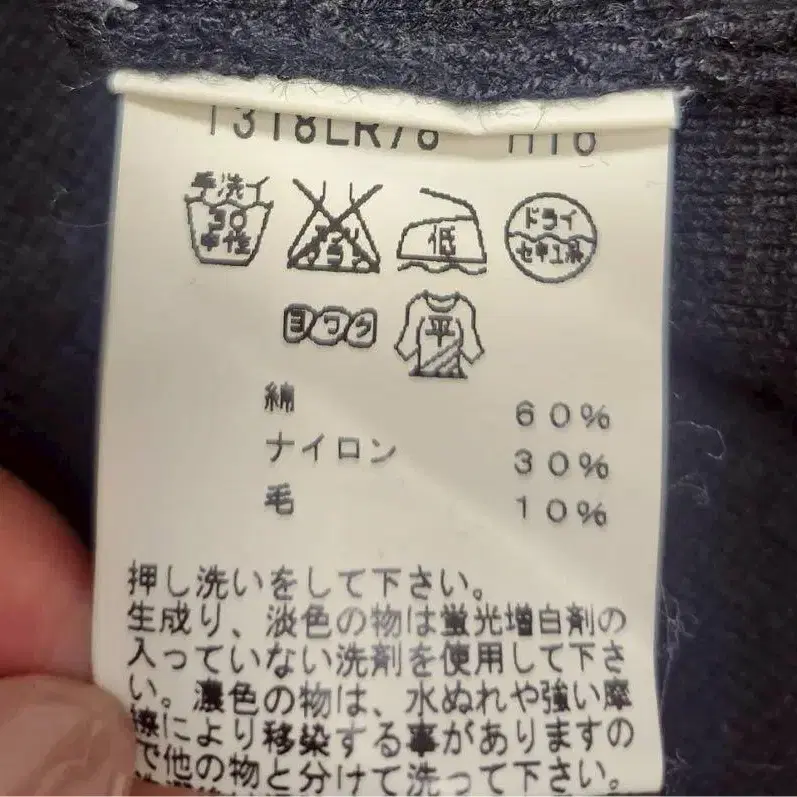 1318LR78 H16
手洗イ
30
中性
低
ドライ
セキユ系
ヨワク
平
綿 60%
ナイロン 30%
毛 10%
押し洗いをして下さい。
生成り、淡色の物は蛍光増白剤の
入っていない洗剤を使用して下さ
い。濃色の物は、水ぬれや強い摩
擦により移染する事がありますの
で他の物と分けて洗って下さい。